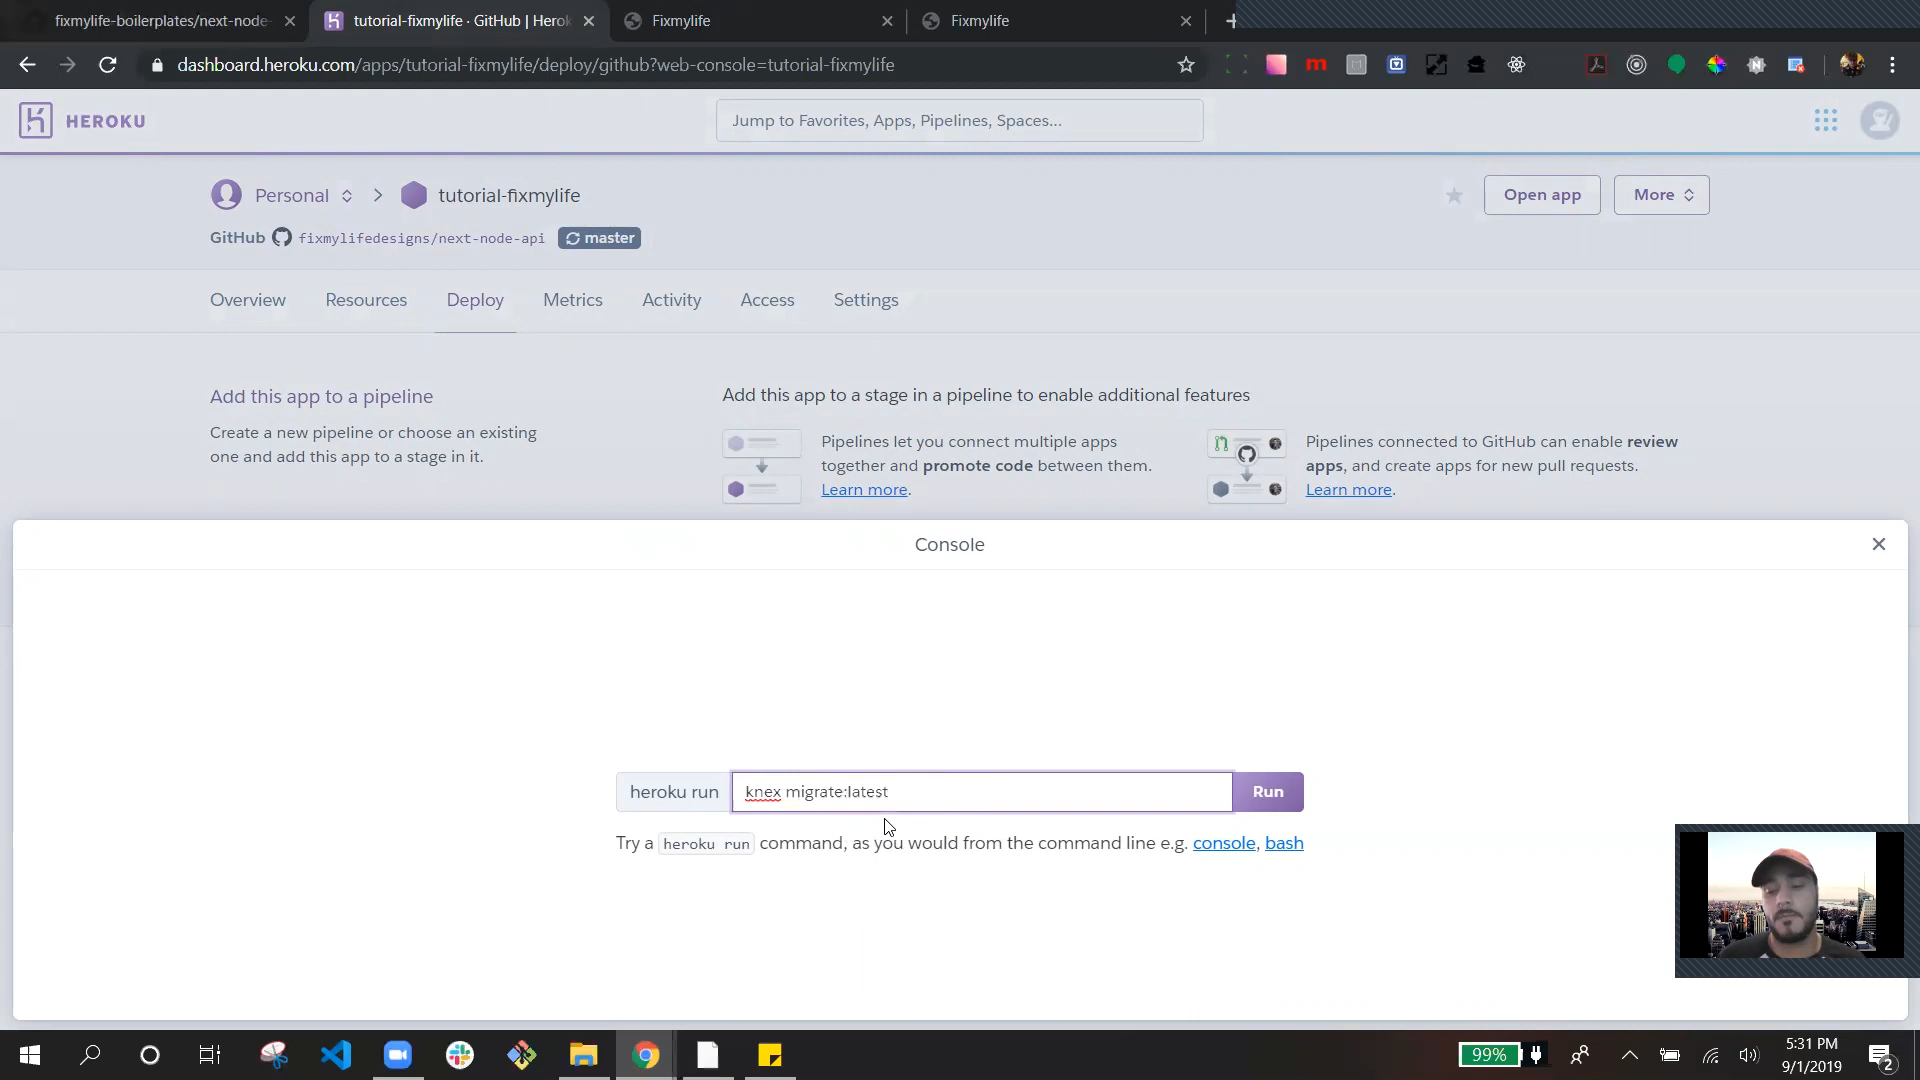 fixmylife-boilerplates/next-node-
tutorial-fixmylife · GitHub | Herok
Fixmylife
Fixmylife
dashboard.heroku.com/apps/tutorial-fixmylife/deploy/github?web-console=tutorial-fixmylife
HEROKU
Jump to Favorites, Apps, Pipelines, Spaces...
Personal
tutorial-fixmylife
Open app
More
GitHub fixmylifedesigns/next-node-api master
Overview
Resources
Deploy
Metrics
Activity
Access
Settings
Add this app to a pipeline
Create a new pipeline or choose an existing
one and add this app to a stage in it.
Add this app to a stage in a pipeline to enable additional features
Pipelines let you connect multiple apps
together and promote code between them.
Learn more.
Pipelines connected to GitHub can enable review
apps, and create apps for new pull requests.
Learn more.
Console
heroku run
knex migrate:latest
Run
Try a heroku run command, as you would from the command line e.g. console, bash
99%
5:31 PM
9/1/2019
2